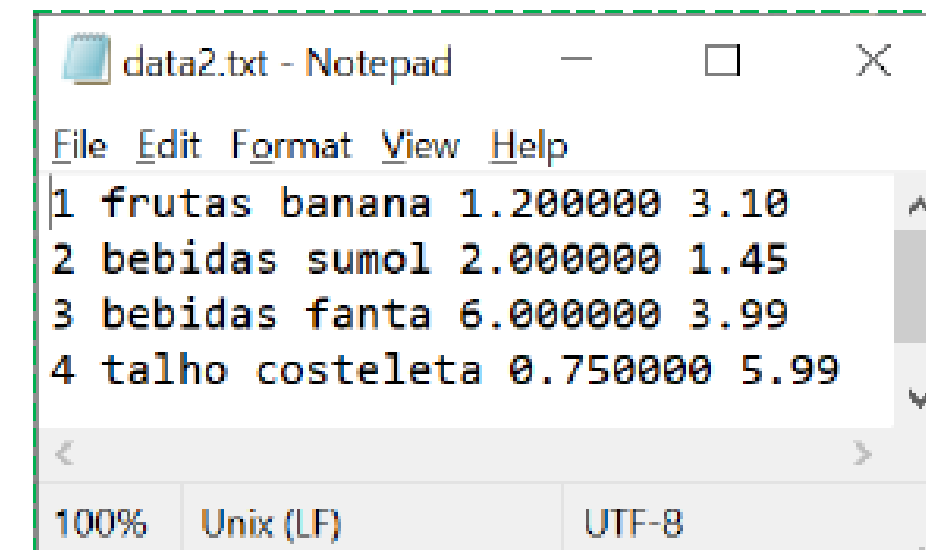 data2.txt - Notepad
File Edit Format View Help
1 frutas banana 1.200000 3.10
2 bebidas sumol 2.000000 1.45
3 bebidas fanta 6.000000 3.99
4 talho costeleta 0.750000 5.99
100% Unix (LF) UTF-8